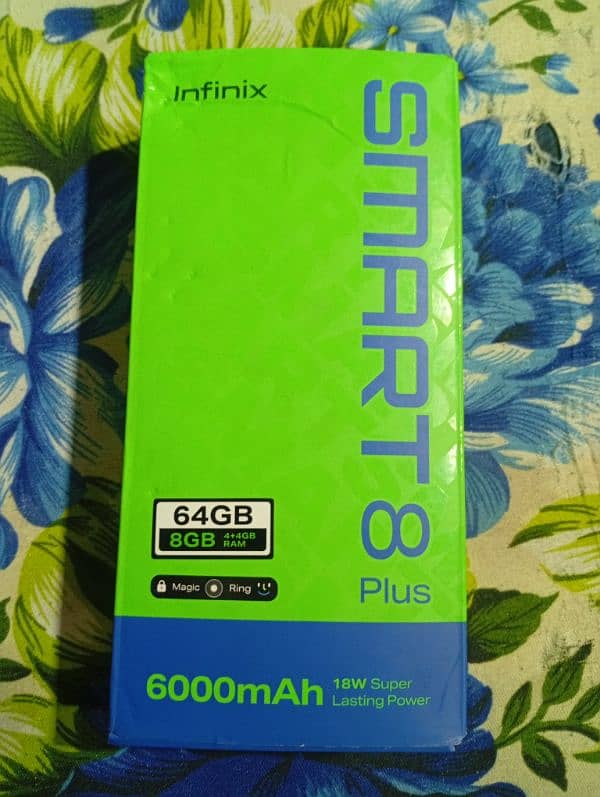 Infinix
SMART 8
Plus
64GB
8GB 4+4GB
RAM
Magic Ring
6000mAh 18W Super
Lasting Power